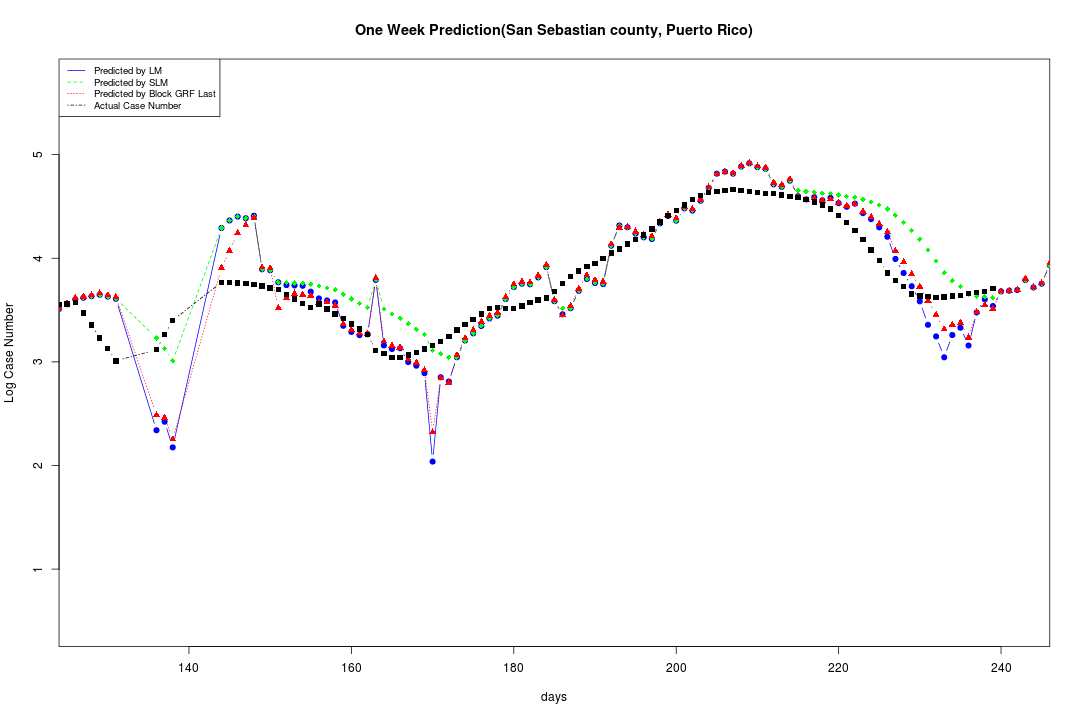 One Week Prediction(San Sebastian county, Puerto Rico)
Predicted by LM
Predicted by SLM
Predicted by Block GRF Last
Actual Case Number
5
4
3
2
1
Log Case Number
140 160 180 200 220 240
days